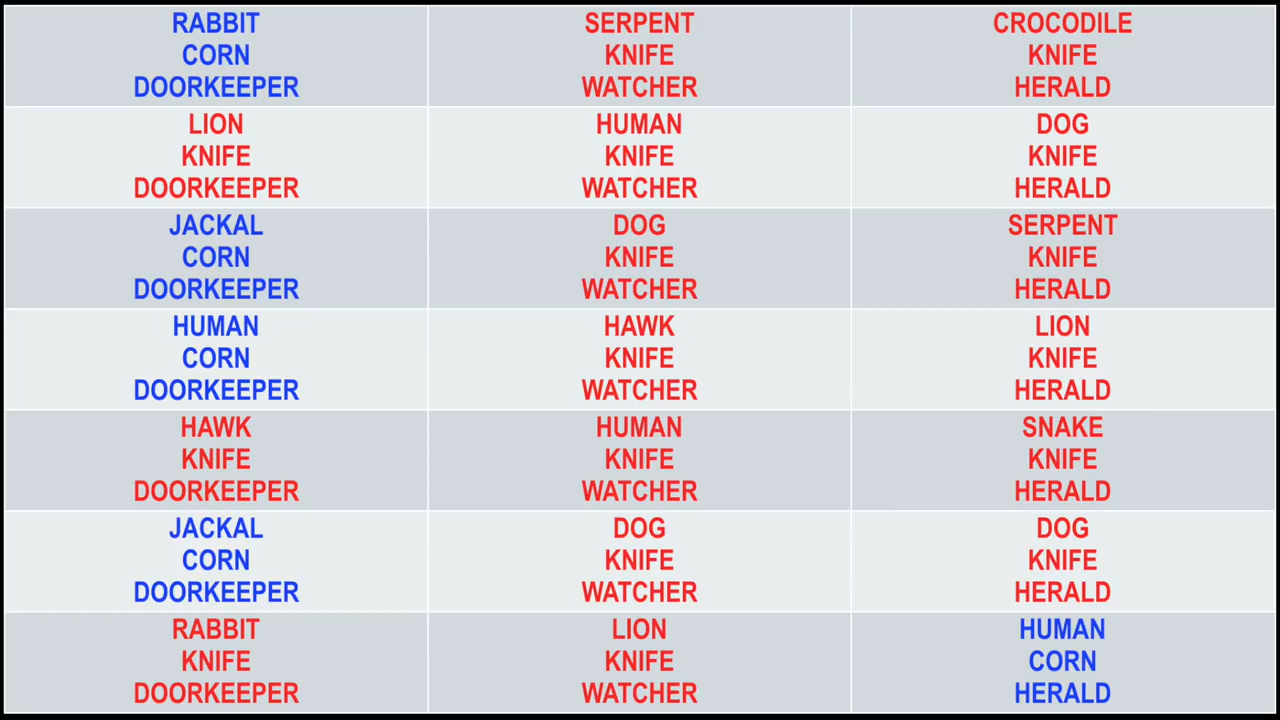 RABBIT
CORN
DOORKEEPER
SERPENT
KNIFE
WATCHER
CROCODILE
KNIFE
HERALD
LION
KNIFE
DOORKEEPER
HUMAN
KNIFE
WATCHER
DOG
KNIFE
HERALD
JACKAL
CORN
DOORKEEPER
DOG
KNIFE
WATCHER
SERPENT
KNIFE
HERALD
HUMAN
CORN
DOORKEEPER
HAWK
KNIFE
WATCHER
LION
KNIFE
HERALD
HAWK
KNIFE
DOORKEEPER
HUMAN
KNIFE
WATCHER
SNAKE
KNIFE
HERALD
JACKAL
CORN
DOORKEEPER
DOG
KNIFE
WATCHER
DOG
KNIFE
HERALD
RABBIT
KNIFE
DOORKEEPER
LION
KNIFE
WATCHER
HUMAN
CORN
HERALD